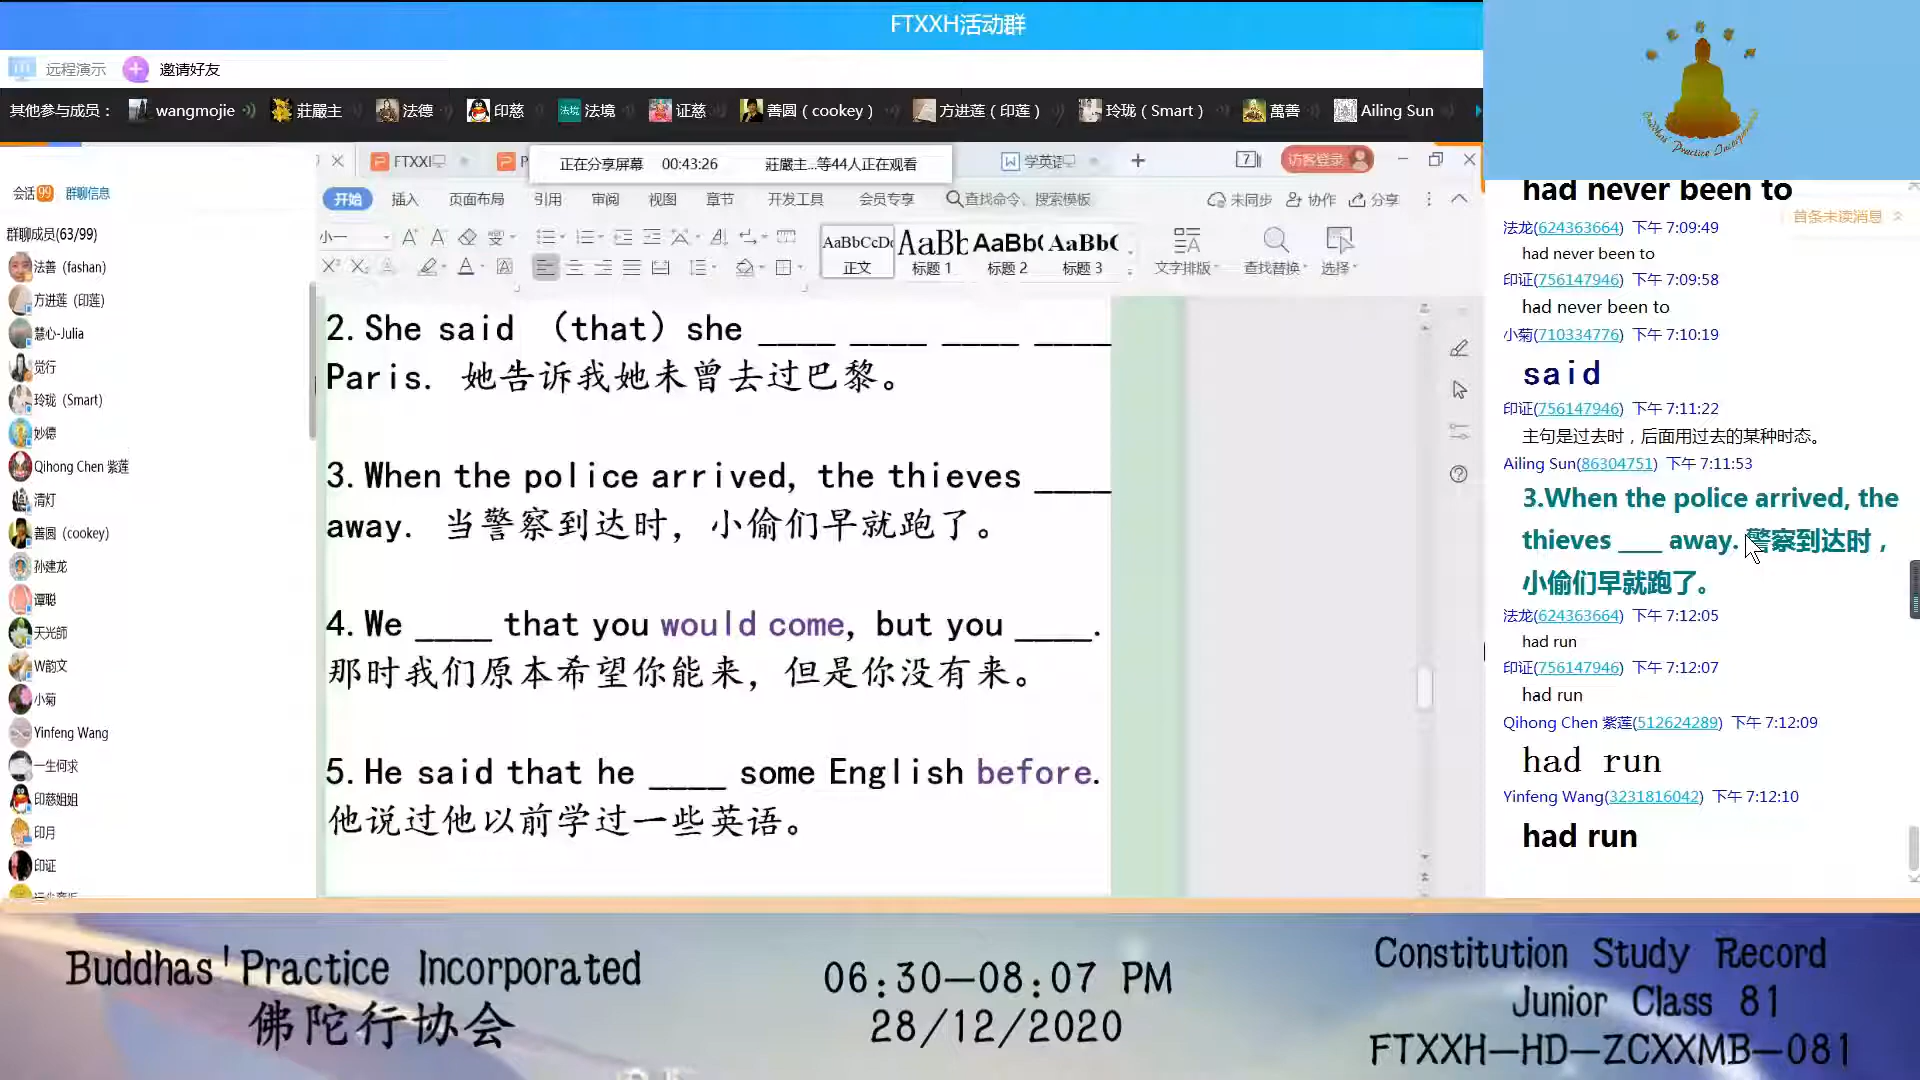 FTXXH活动群
远程演示 邀请好友
其他参与成员： wangmojie 莊嚴主 法德 印慈 法境 证慈 善圆（cookey） 方进莲（印莲） 玲珑（Smart） 萬善 Ailing Sun
FTXXH
正在分享屏幕 00:43:26 莊嚴主...等44人正在观看
学英语
访客登录
会话 99 群聊信息
开始 插入 页面布局 引用 审阅 视图 章节 开发工具 会员专享 查找命令、搜索模板 未同步 协作 分享
小一
AaBbCcDd AaBb AaBb( AaBb(
正文 标题 1 标题 2 标题 3 文字排版 查找替换 选择
群聊成员(63/99)
法善（fashan）
方进莲（印莲）
慧心-Julia
觉行
玲珑（Smart）
妙德
Qihong Chen 紫莲
清灯
善圆（cookey）
孙建龙
谭聪
天光師
W韵文
小菊
Yinfeng Wang
一生何求
印慈姐姐
印月
印证
2.She said （that）she ____ ____ ____ ____
Paris. 她告诉我她未曾去过巴黎。
3.When the police arrived, the thieves ____
away. 当警察到达时，小偷们早就跑了。
4.We ____ that you would come, but you ____.
那时我们原本希望你能来，但是你没有来。
5.He said that he ____ some English before.
他说过他以前学过一些英语。
had never been to
首条未读消息
法龙(624363664) 下午 7:09:49
had never been to
印证(756147946) 下午 7:09:58
had never been to
小菊(710334776) 下午 7:10:19
said
印证(756147946) 下午 7:11:22
主句是过去时，后面用过去的某种时态。
Ailing Sun(86304751) 下午 7:11:53
3.When the police arrived, the
thieves ____ away. 警察到达时，
小偷们早就跑了。
法龙(624363664) 下午 7:12:05
had run
印证(756147946) 下午 7:12:07
had run
Qihong Chen 紫莲(512624289) 下午 7:12:09
had run
Yinfeng Wang(3231816042) 下午 7:12:10
had run
Buddhas' Practice Incorporated
佛陀行协会
06:30—08:07 PM
28/12/2020
Constitution Study Record
Junior Class 81
FTXXH—HD—ZCXXMB—081